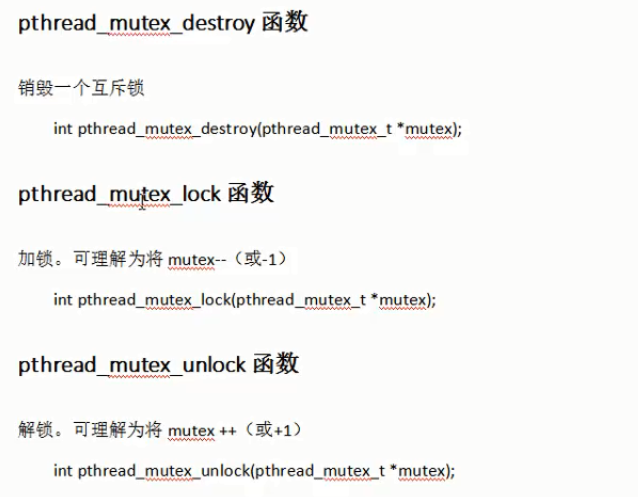 pthread_mutex_destroy 函数
销毁一个互斥锁
int pthread_mutex_destroy(pthread_mutex_t *mutex);
pthread_mutex_lock 函数
加锁。可理解为将 mutex--（或-1）
int pthread_mutex_lock(pthread_mutex_t *mutex);
pthread_mutex_unlock 函数
解锁。可理解为将 mutex ++（或+1）
int pthread_mutex_unlock(pthread_mutex_t *mutex);